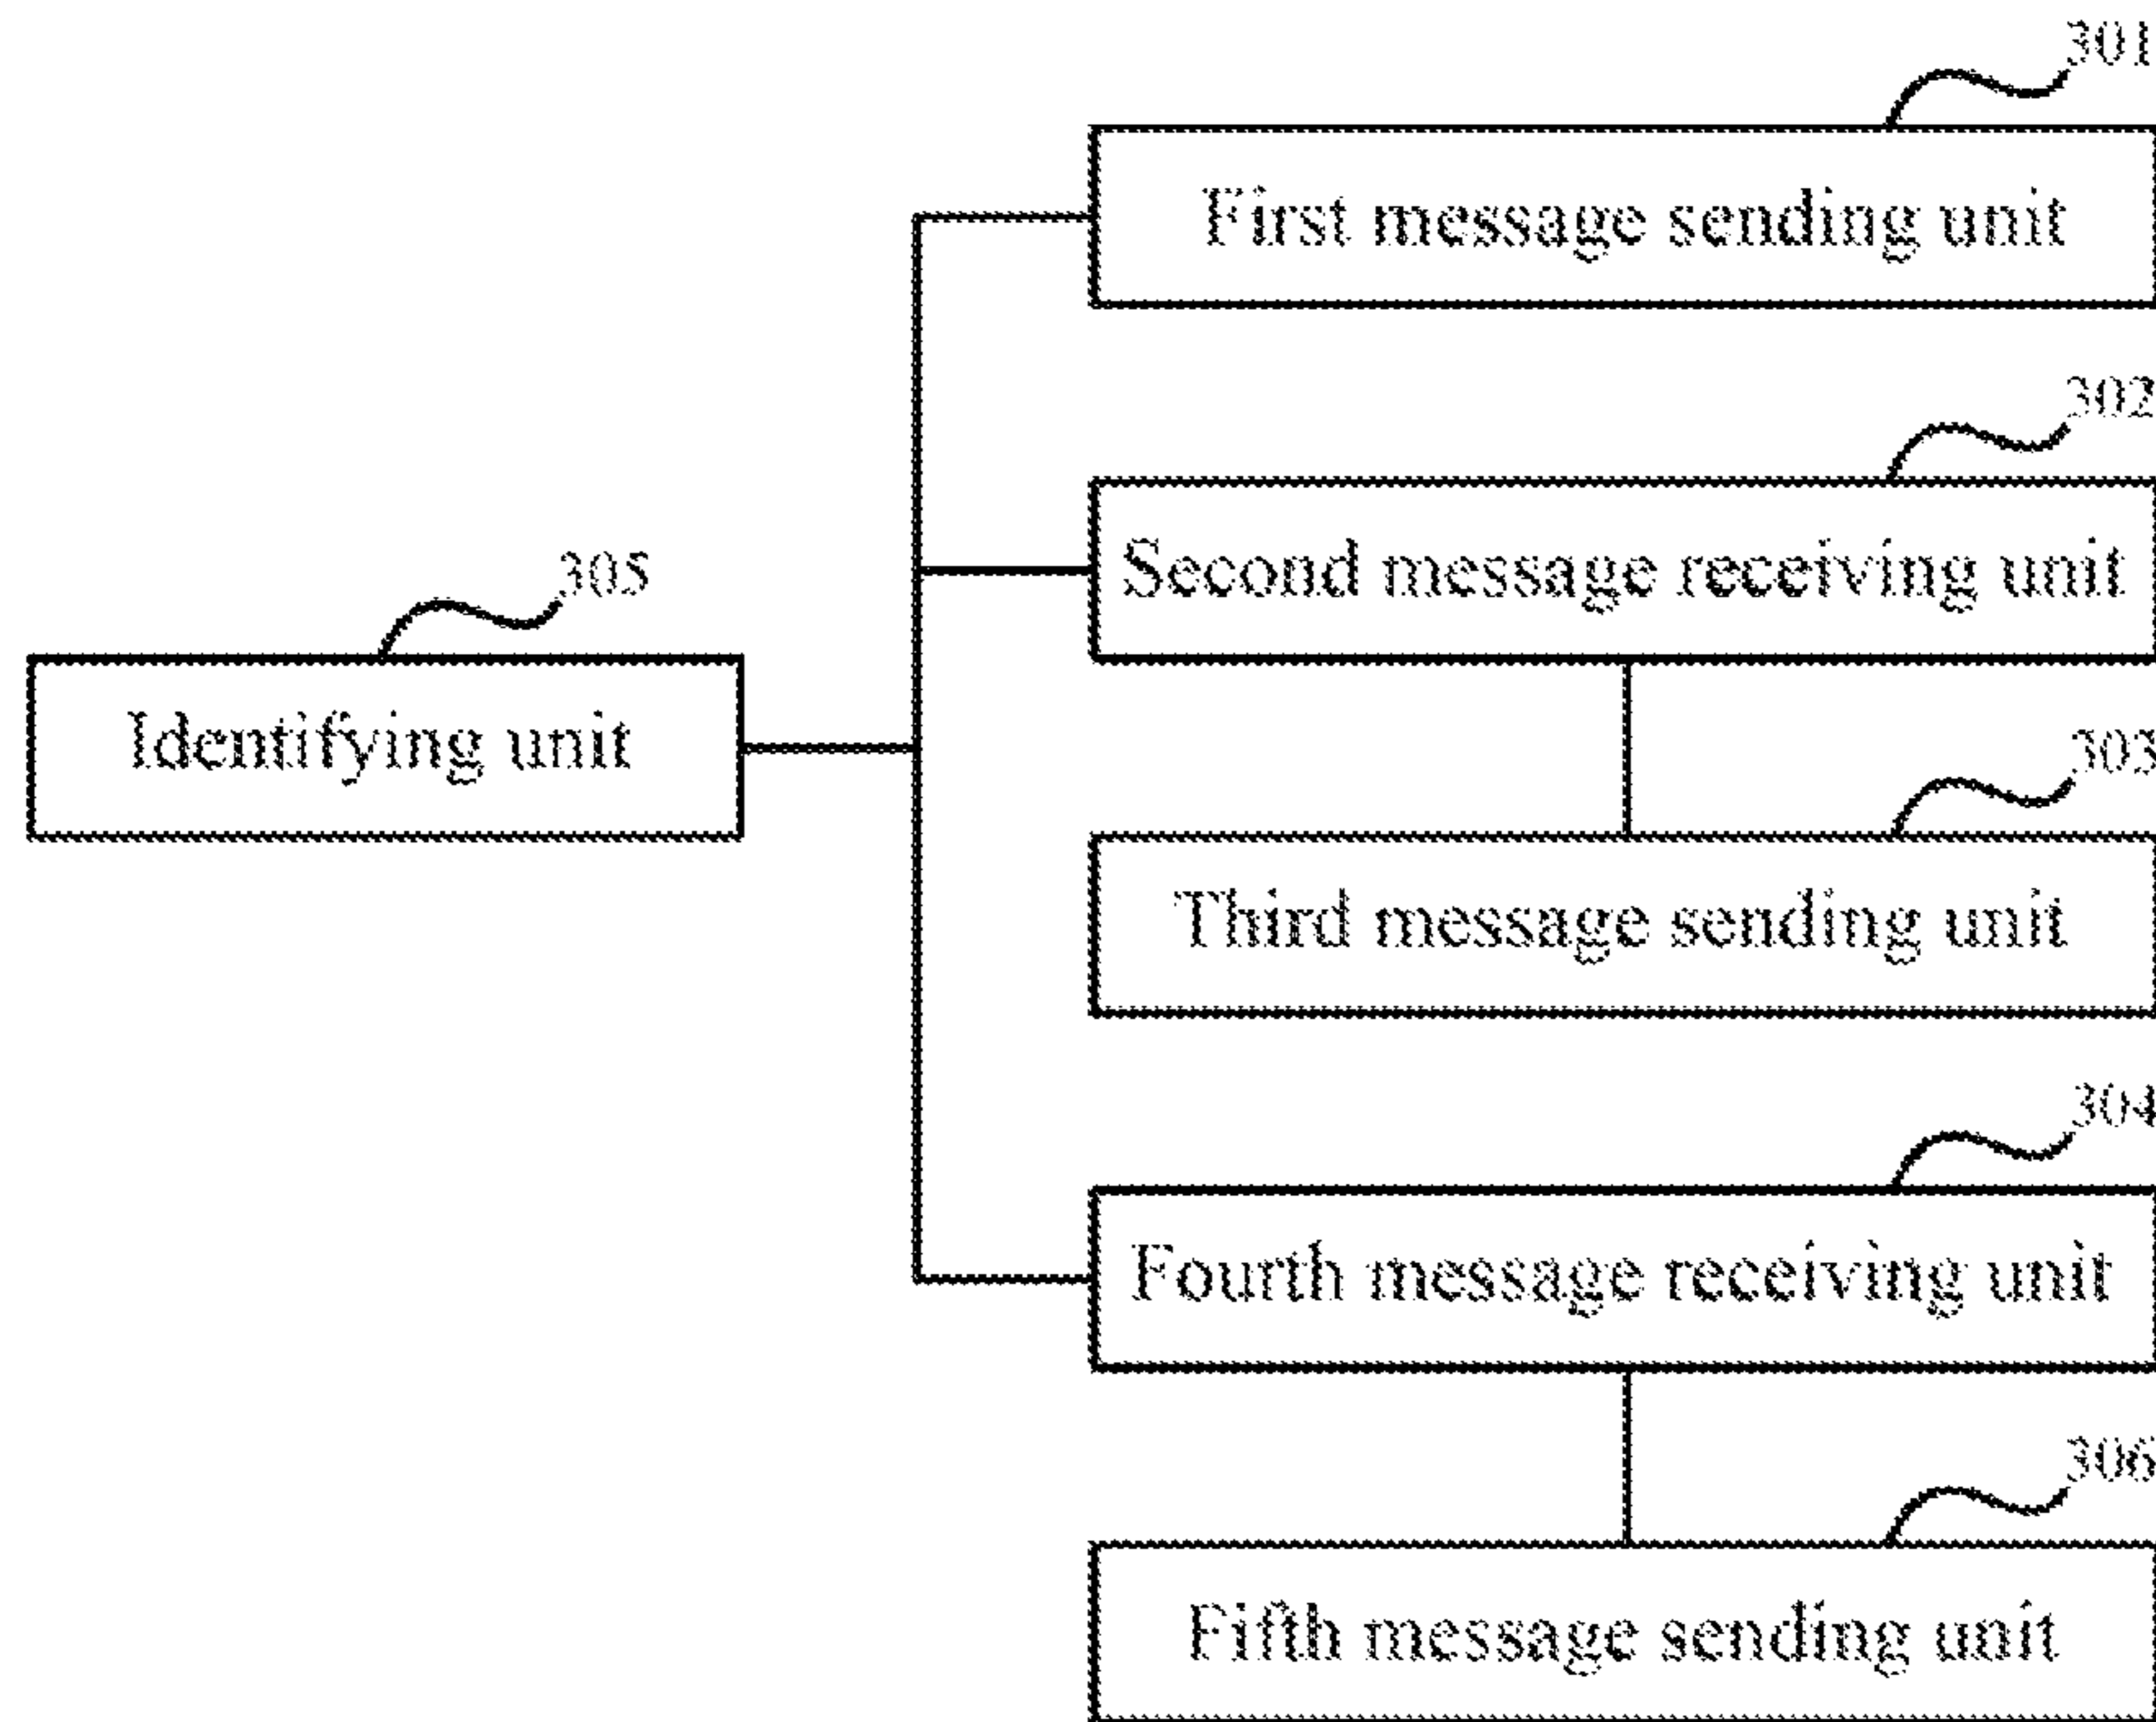 301
First message sending unit
302
Second message receiving unit
305
Identifying unit
303
Third message sending unit
304
Fourth message receiving unit
306
Fifth message sending unit